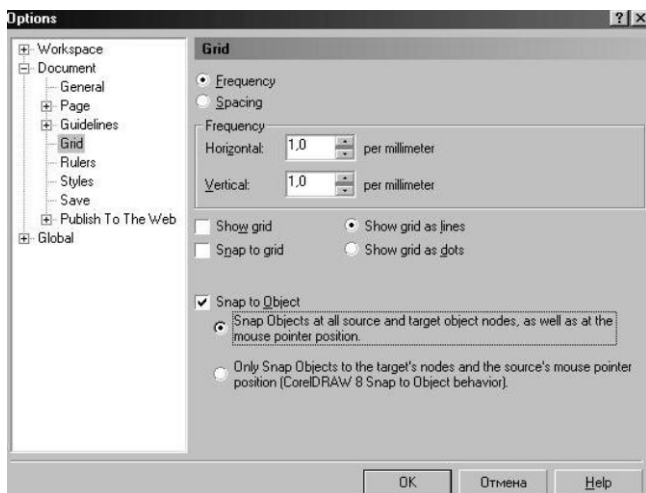 Options
Workspace
Document
General
Page
Guidelines
Grid
Rulers
Styles
Save
Publish To The Web
Global
Grid
Frequency
Spacing
Frequency
Horizontal: 1,0 per millimeter
Vertical: 1,0 per millimeter
Show grid Show grid as lines
Snap to grid Show grid as dots
Snap to Object
Snap Objects at all source and target object nodes, as well as at the
mouse pointer position.
Only Snap Objects to the target's nodes and the source's mouse pointer
position (CorelDRAW 8 Snap to Object behavior).
OK Отмена Help